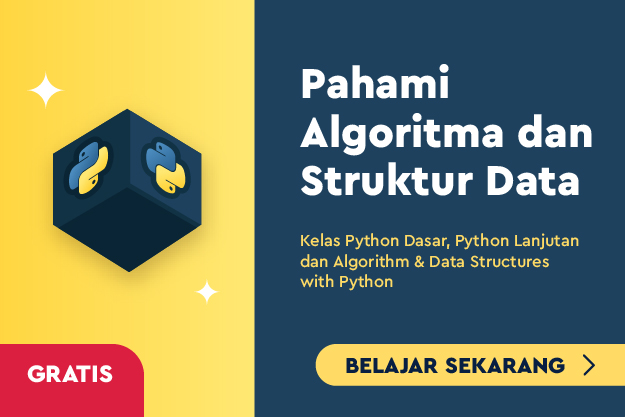 Pahami
Algoritma dan
Struktur Data
Kelas Python Dasar, Python Lanjutan
dan Algorithm & Data Structures
with Python
GRATIS
BELAJAR SEKARANG